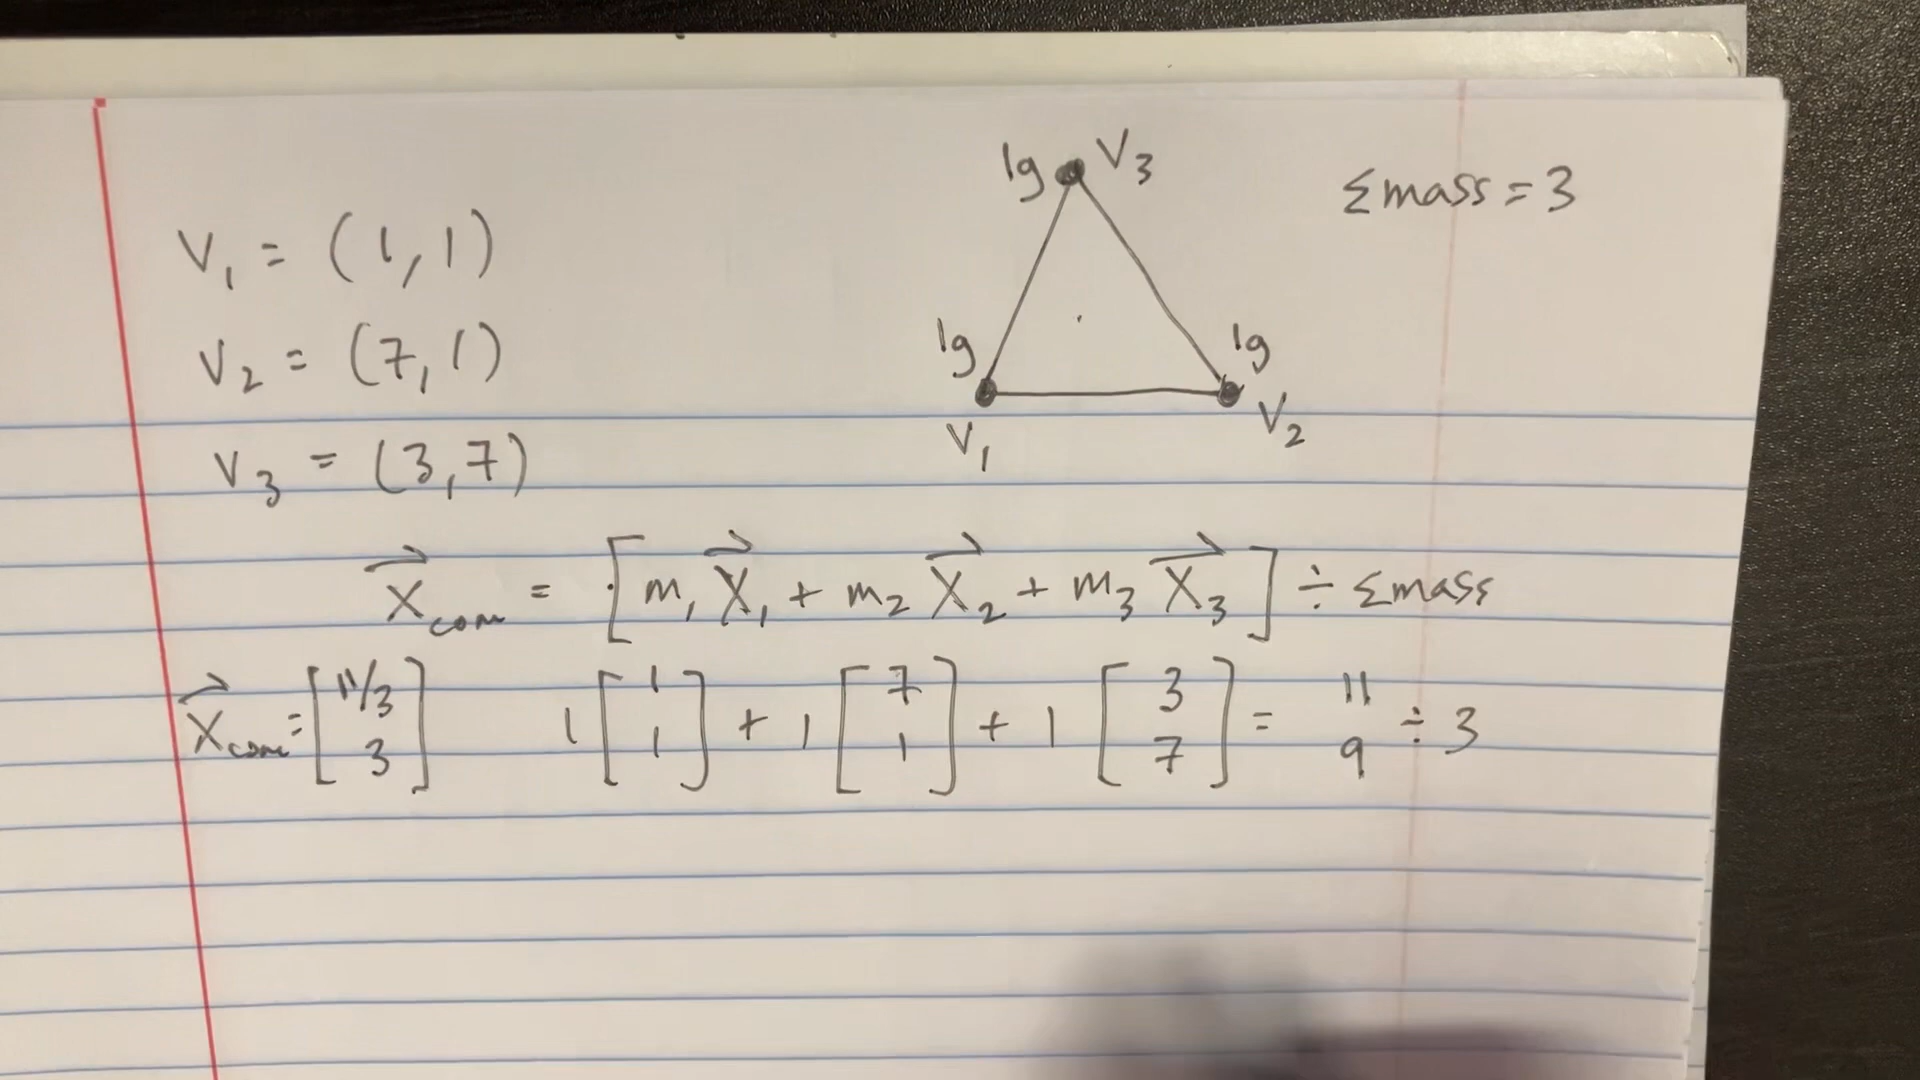 1g V₃
Σmass = 3
V₁ = (1,1)
V₂ = (7,1)
1g 1g
V₁ V₂
V₃ = (3,7)
X⃗com = [m₁X⃗₁ + m₂X⃗₂ + m₃X⃗₃] ÷ Σmass
X⃗com = [11/3 3] 1[1 1] + 1[7 1] + 1[3 7] = 11 9 ÷ 3